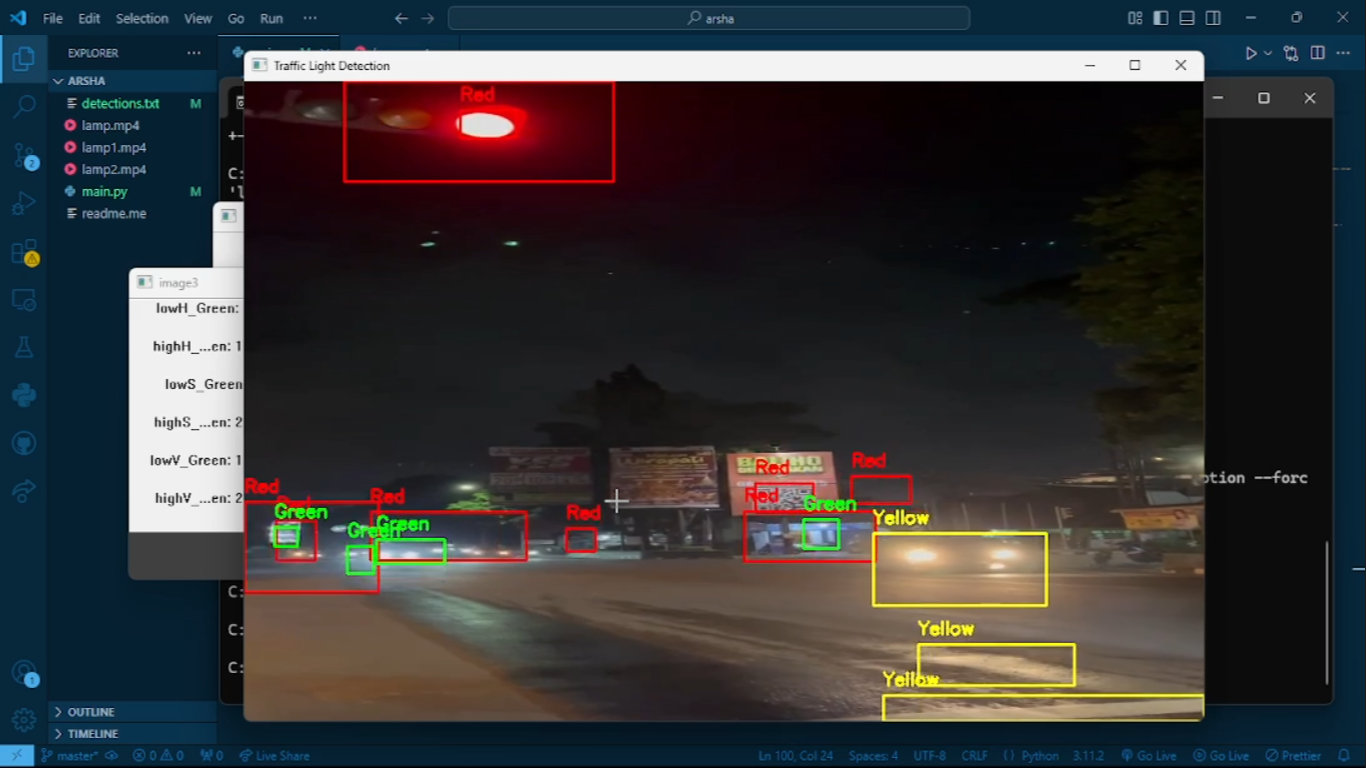 File Edit Selection View Go Run ···
arsha
EXPLORER ···
ARSHA
detections.txt M
lamp.mp4
lamp1.mp4
lamp2.mp4
main.py M
readme.me
Traffic Light Detection
Red
image3
lowH_Green:
highH_...en: 1
lowS_Green
highS_...en: 2
lowV_Green: 1
highV_...en: 2
+-
C:
C:
C:
C:
ption --forc
Red
Red
Red
Green
Red
Green
Green
Red
Red
Red
Green
Yellow
Yellow
Yellow
2
1
OUTLINE
TIMELINE
master* 0 0 0 Live Share Ln 100, Col 24 Spaces: 4 UTF-8 CRLF Python 3.11.2 Go Live Go Live Prettier